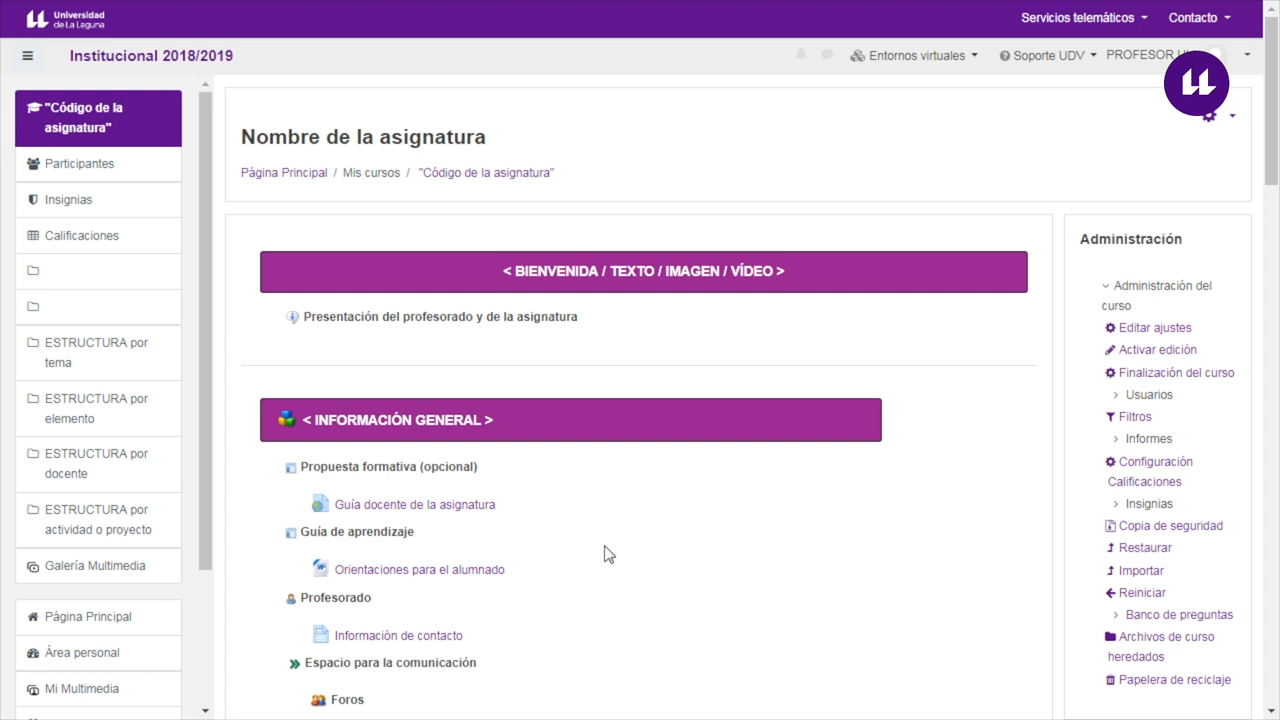 Universidad
de La Laguna
Servicios telemáticos
Contacto
Institucional 2018/2019
Entornos virtuales
Soporte UDV
PROFESOR
"Código de la
asignatura"
Participantes
Insignias
Calificaciones
ESTRUCTURA por
tema
ESTRUCTURA por
elemento
ESTRUCTURA por
docente
ESTRUCTURA por
actividad o proyecto
Galería Multimedia
Página Principal
Área personal
Mi Multimedia
Nombre de la asignatura
Página Principal / Mis cursos / "Código de la asignatura"
< BIENVENIDA / TEXTO / IMAGEN / VÍDEO >
Presentación del profesorado y de la asignatura
< INFORMACIÓN GENERAL >
Propuesta formativa (opcional)
Guía docente de la asignatura
Guía de aprendizaje
Orientaciones para el alumnado
Profesorado
Información de contacto
Espacio para la comunicación
Foros
Administración
Administración del
curso
Editar ajustes
Activar edición
Finalización del curso
Usuarios
Filtros
Informes
Configuración
Calificaciones
Insignias
Copia de seguridad
Restaurar
Importar
Reiniciar
Banco de preguntas
Archivos de curso
heredados
Papelera de reciclaje